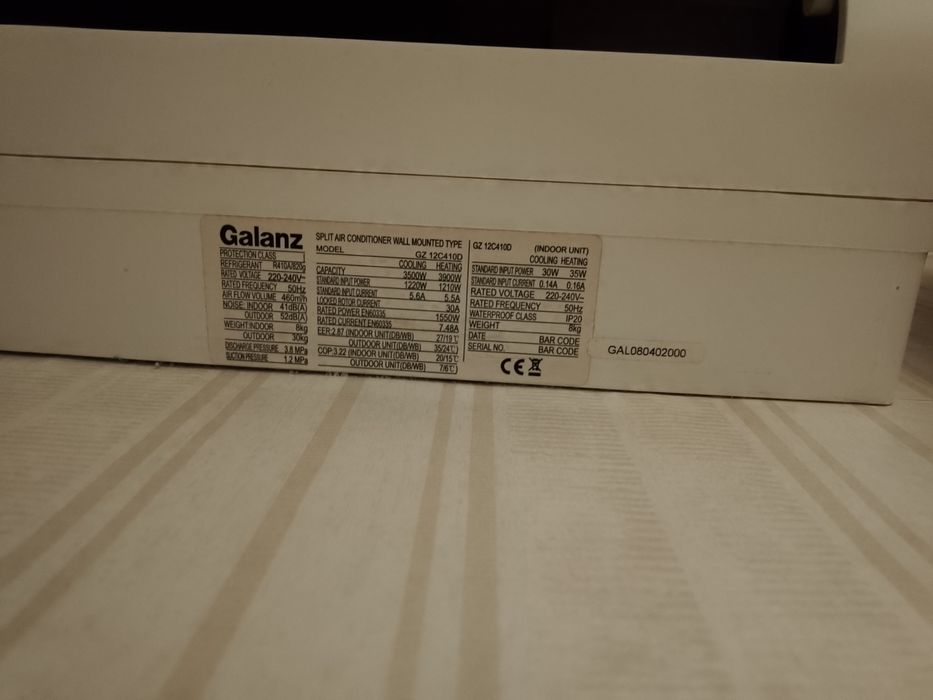 Galanz
PROTECTION CLASS I
REFRIGERANT R410A/820g
RATED VOLTAGE 220-240V~
RATED FREQUENCY 50Hz
AIR FLOW VOLUME 460m³/h
NOISE: INDOOR 41dB(A)
OUTDOOR 52dB(A)
WEIGHT:INDOOR 8kg
OUTDOOR 30kg
DISCHARGE PRESSURE 3.8 MPa
SUCTION PRESSURE 1.2 MPa
SPLIT AIR CONDITIONER WALL MOUNTED TYPE
MODEL GZ 12C410D
COOLING HEATING
CAPACITY 3500W 3900W
STANDARD INPUT POWER 1220W 1210W
STANDARD INPUT CURRENT 5.6A 5.5A
LOCKED ROTOR CURRENT 30A
RATED POWER EN60335 1550W
RATED CURRENT EN60335 7.48A
EER:2.87 (INDOOR UNIT(DB/WB) 27/19℃
OUTDOOR UNIT(DB/WB) 35/24℃)
COP:3.22 (INDOOR UNIT(DB/WB) 20/15℃
OUTDOOR UNIT(DB/WB) 7/6℃)
GZ 12C410D (INDOOR UNIT)
COOLING HEATING
STANDARD INPUT POWER 30W 35W
STANDARD INPUT CURRENT 0.14A 0.16A
RATED VOLTAGE 220-240V~
RATED FREQUENCY 50Hz
WATERPROOF CLASS IP20
WEIGHT 8kg
DATE BAR CODE
SERIAL NO. BAR CODE
CE
GAL080402000